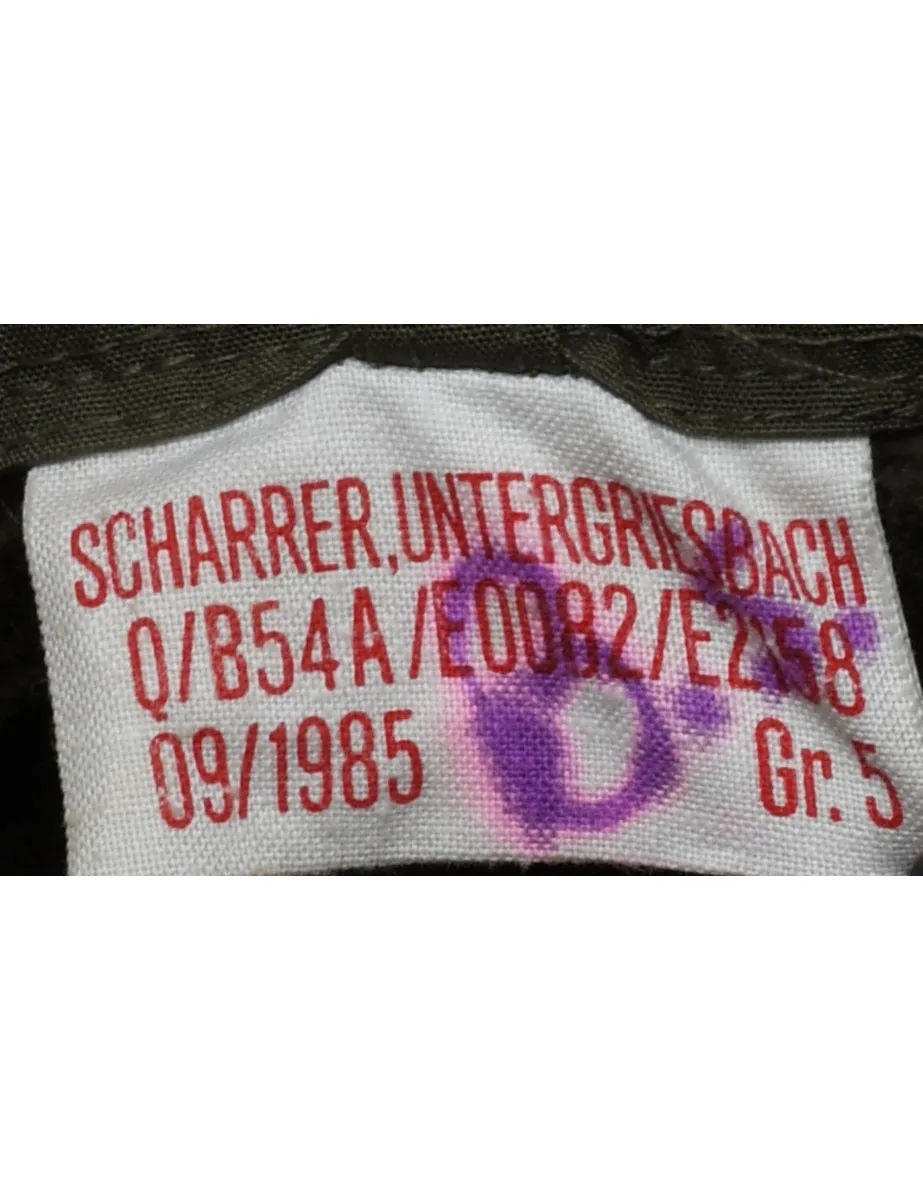 SCHARRER,UNTERGRIESBACH
Q/B54A/E0082/E2158
09/1985 Gr. 5